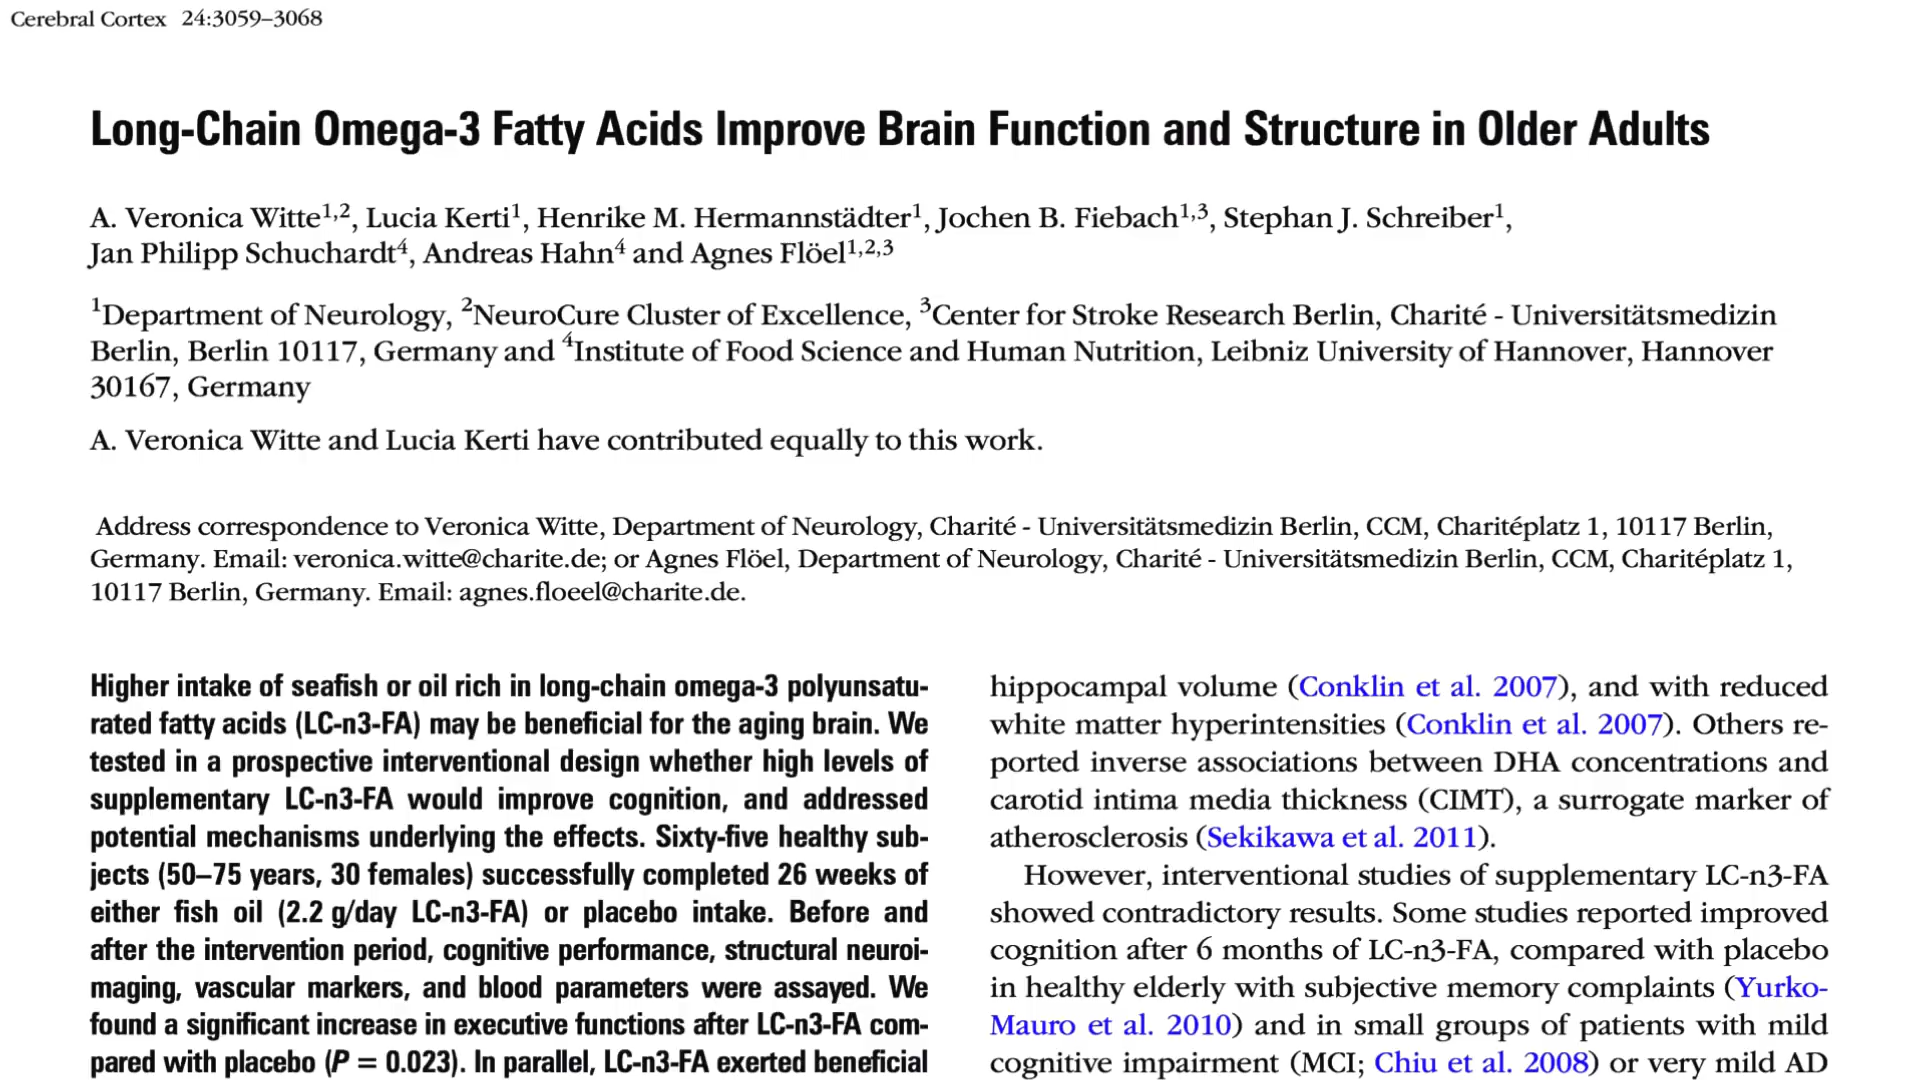 Cerebral Cortex 24:3059–3068
Long-Chain Omega-3 Fatty Acids Improve Brain Function and Structure in Older Adults
A. Veronica Witte1,2, Lucia Kerti1, Henrike M. Hermannstädter1, Jochen B. Fiebach1,3, Stephan J. Schreiber1,
Jan Philipp Schuchardt4, Andreas Hahn4 and Agnes Flöel1,2,3
1Department of Neurology, 2NeuroCure Cluster of Excellence, 3Center for Stroke Research Berlin, Charité - Universitätsmedizin
Berlin, Berlin 10117, Germany and 4Institute of Food Science and Human Nutrition, Leibniz University of Hannover, Hannover
30167, Germany
A. Veronica Witte and Lucia Kerti have contributed equally to this work.
Address correspondence to Veronica Witte, Department of Neurology, Charité - Universitätsmedizin Berlin, CCM, Charitéplatz 1, 10117 Berlin,
Germany. Email: veronica.witte@charite.de; or Agnes Flöel, Department of Neurology, Charité - Universitätsmedizin Berlin, CCM, Charitéplatz 1,
10117 Berlin, Germany. Email: agnes.floeel@charite.de.
Higher intake of seafish or oil rich in long-chain omega-3 polyunsatu-
rated fatty acids (LC-n3-FA) may be beneficial for the aging brain. We
tested in a prospective interventional design whether high levels of
supplementary LC-n3-FA would improve cognition, and addressed
potential mechanisms underlying the effects. Sixty-five healthy sub-
jects (50–75 years, 30 females) successfully completed 26 weeks of
either fish oil (2.2 g/day LC-n3-FA) or placebo intake. Before and
after the intervention period, cognitive performance, structural neuroi-
maging, vascular markers, and blood parameters were assayed. We
found a significant increase in executive functions after LC-n3-FA com-
pared with placebo (P = 0.023). In parallel, LC-n3-FA exerted beneficial
hippocampal volume (Conklin et al. 2007), and with reduced
white matter hyperintensities (Conklin et al. 2007). Others re-
ported inverse associations between DHA concentrations and
carotid intima media thickness (CIMT), a surrogate marker of
atherosclerosis (Sekikawa et al. 2011).
However, interventional studies of supplementary LC-n3-FA
showed contradictory results. Some studies reported improved
cognition after 6 months of LC-n3-FA, compared with placebo
in healthy elderly with subjective memory complaints (Yurko-
Mauro et al. 2010) and in small groups of patients with mild
cognitive impairment (MCI; Chiu et al. 2008) or very mild AD